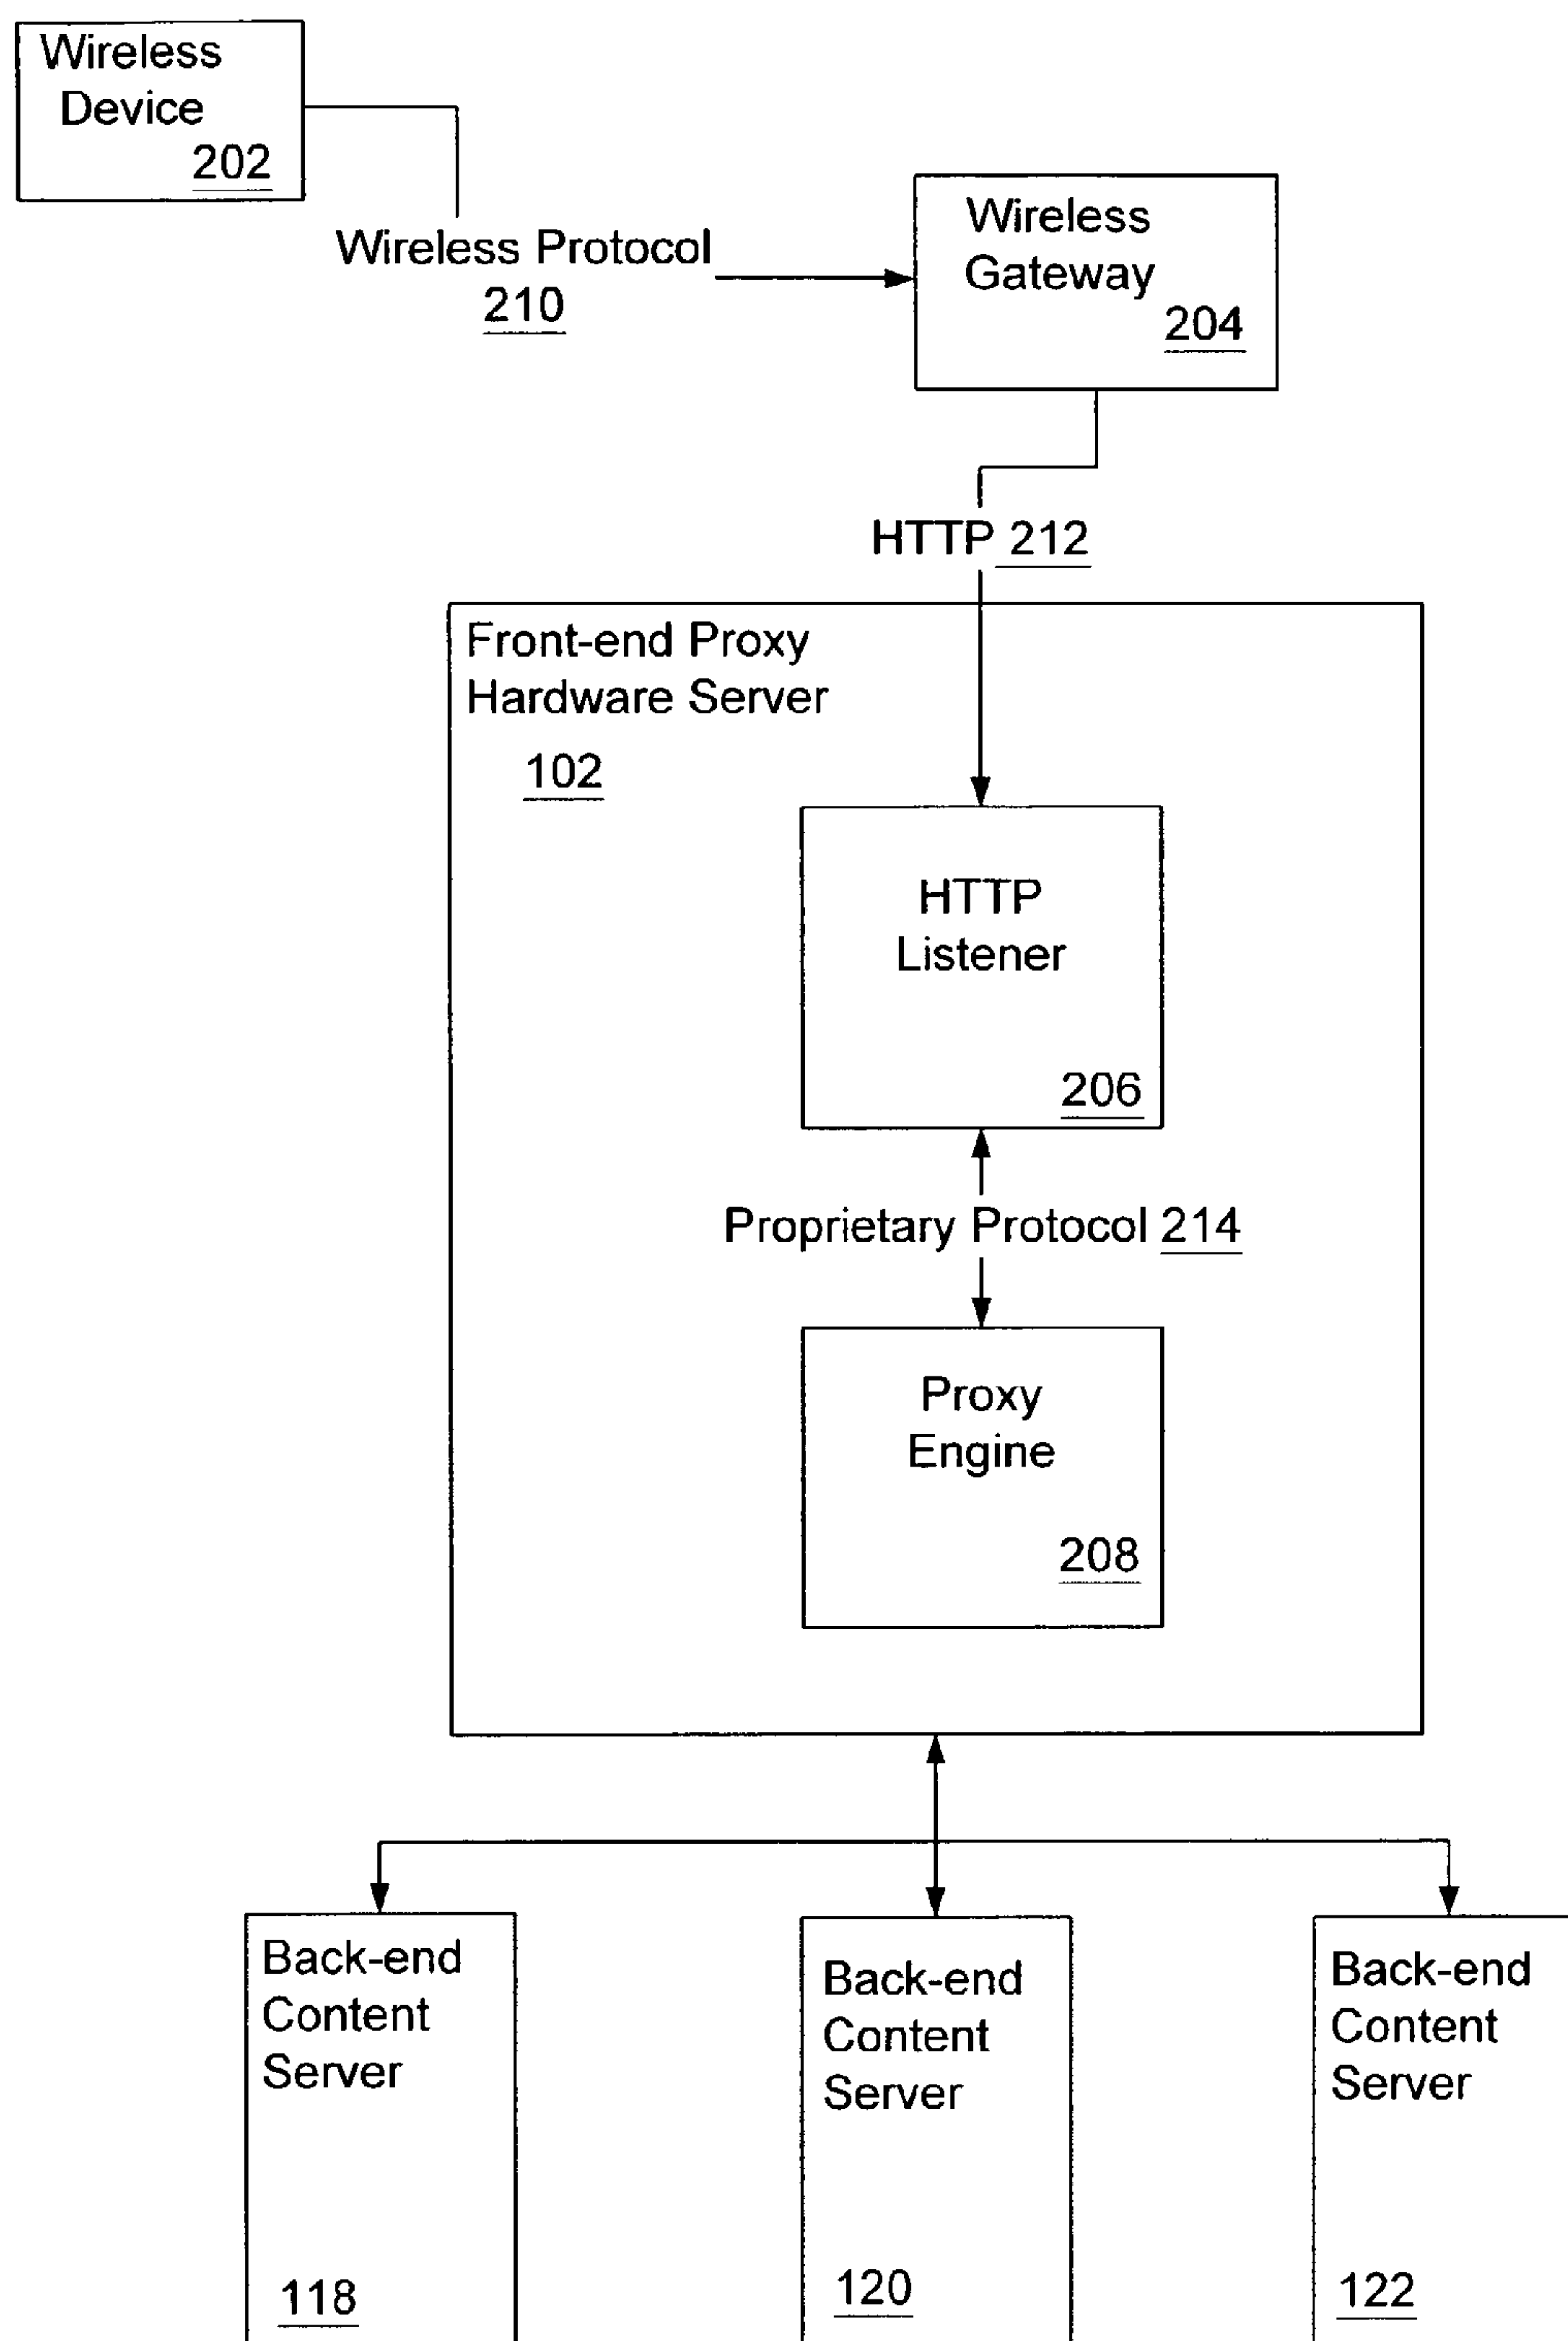 Wireless
Device
202
Wireless Protocol
210
Wireless
Gateway
204
HTTP 212
Front-end Proxy
Hardware Server
102
HTTP
Listener
206
Proprietary Protocol 214
Proxy
Engine
208
Back-end
Content
Server
118
Back-end
Content
Server
120
Back-end
Content
Server
122